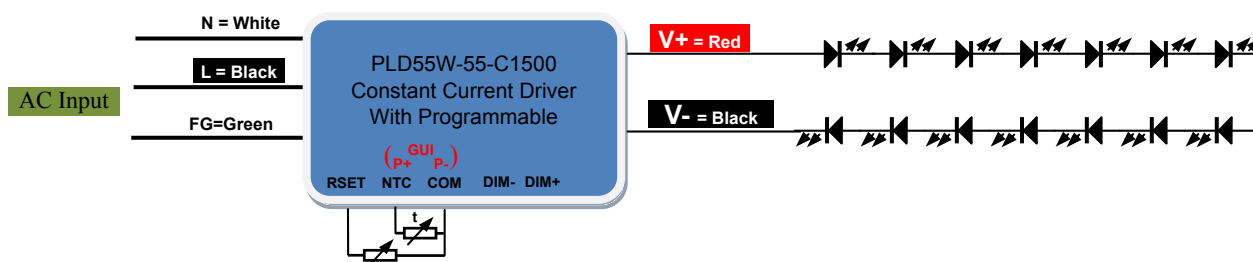 N = White
L = Black
AC Input
FG=Green
PLD55W-55-C1500
Constant Current Driver
With Programmable
(P+ GUI P-)
RSET NTC COM DIM- DIM+
t
V+ = Red
V- = Black